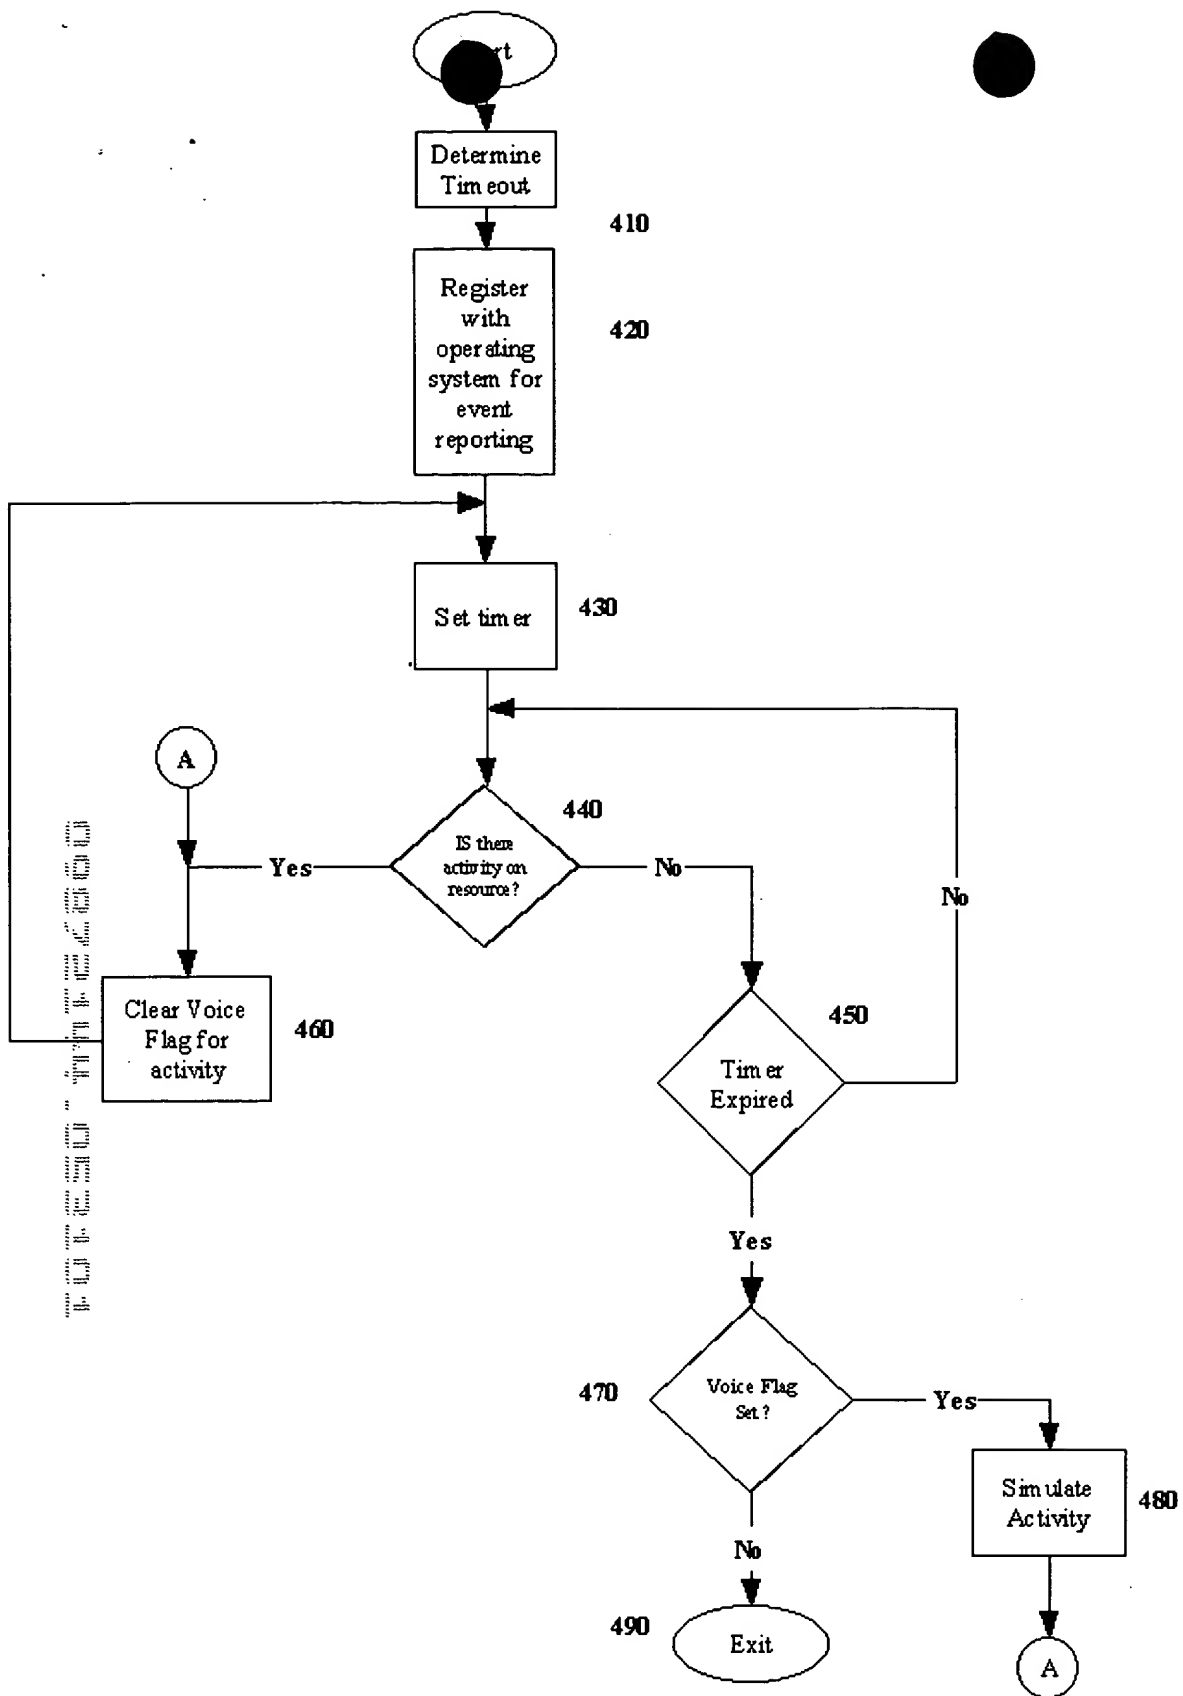 Determine
Timeout
410
Register
with
operating
system for
event
reporting
420
Set timer
430
A
440
IS there
activity on
resource?
Yes
No
No
Clear Voice
Flag for
activity
460
450
Timer
Expired
Yes
470
Voice Flag
Set?
Yes
Simulate
Activity
480
No
490
Exit
A